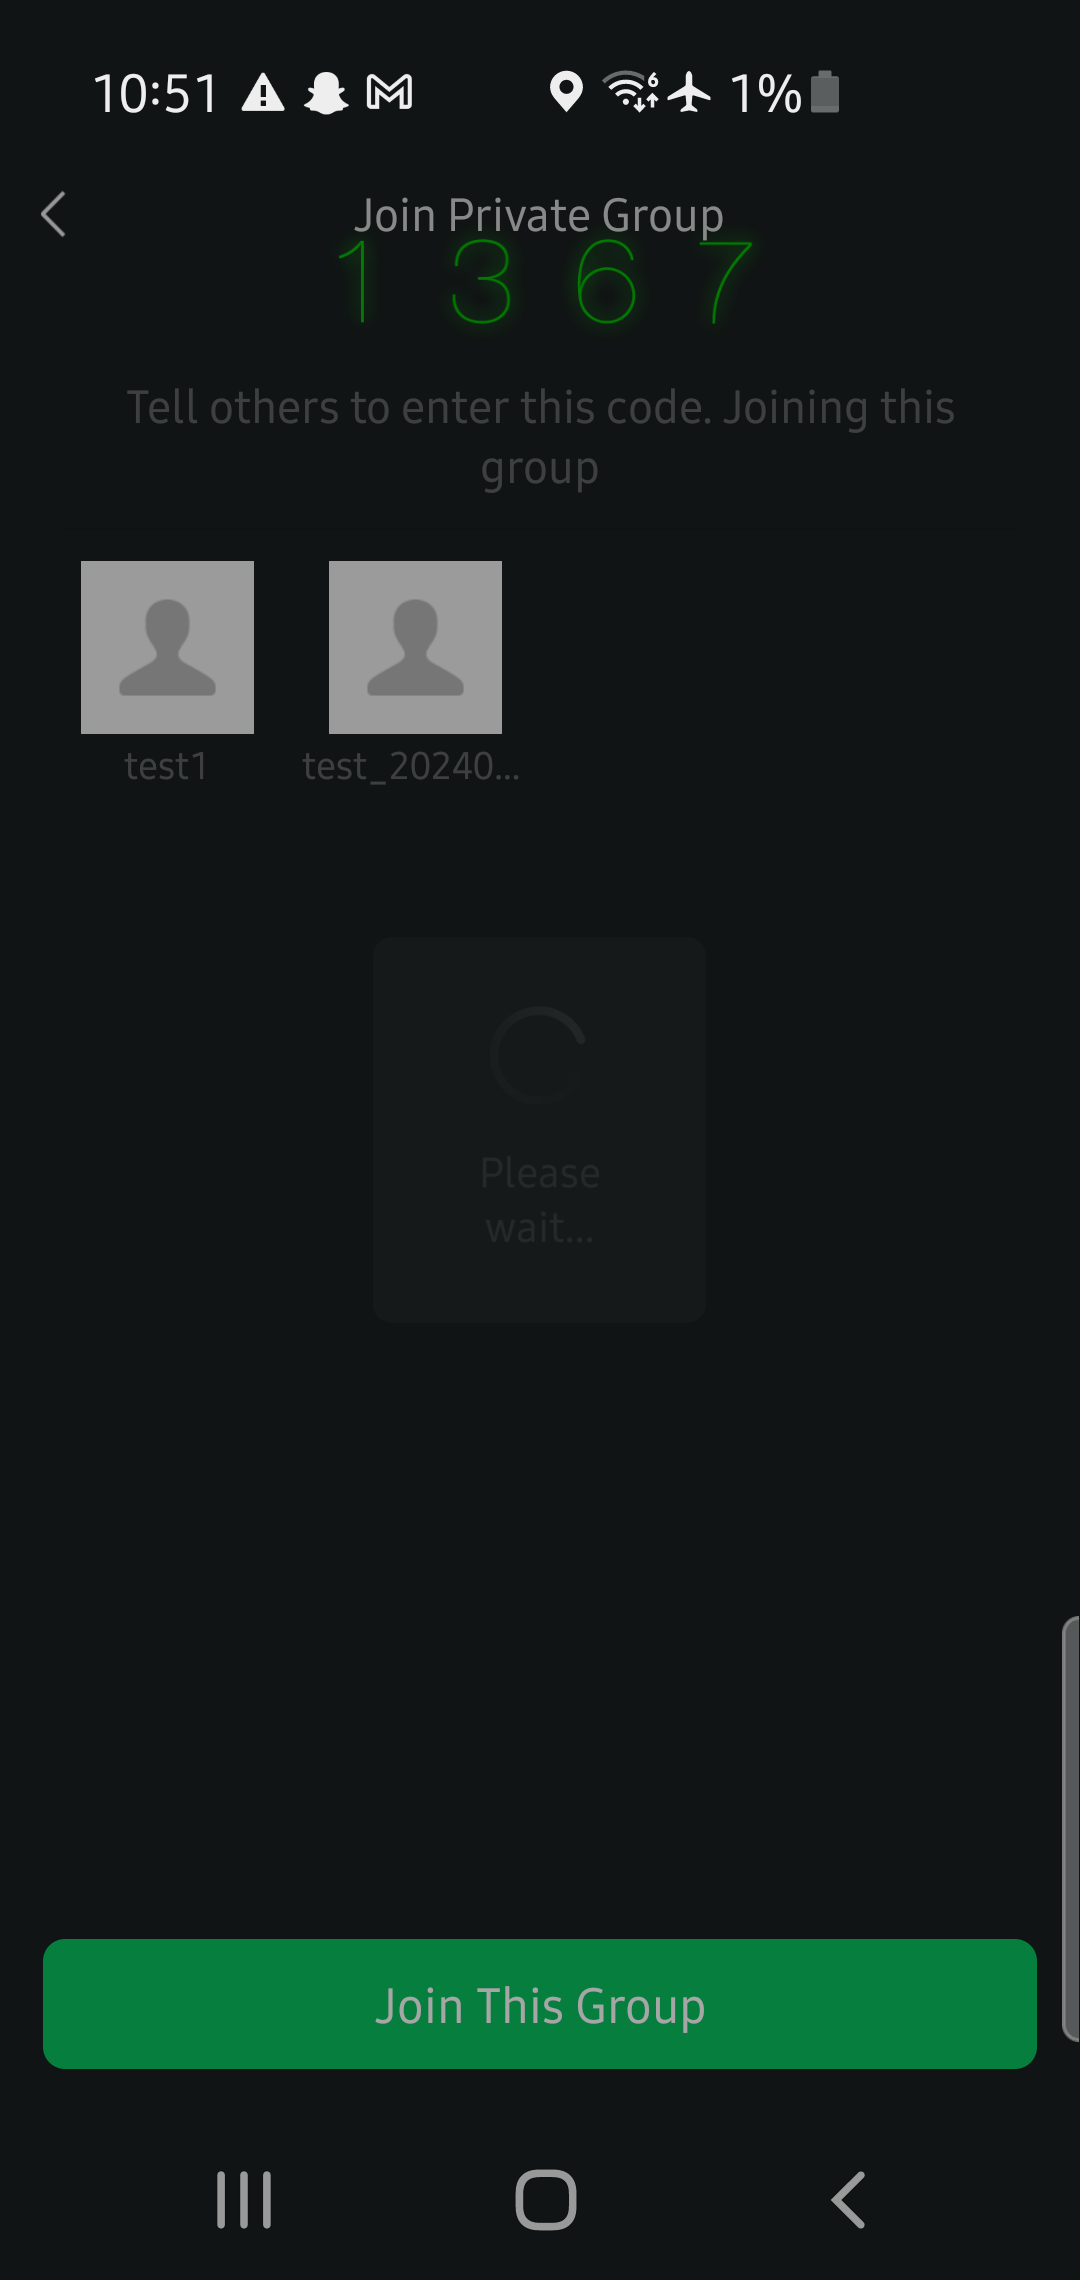 10:51 1%
Join Private Group
1 3 6 7
Tell others to enter this code. Joining this
group
test1 test_20240...
Please
wait...
Join This Group